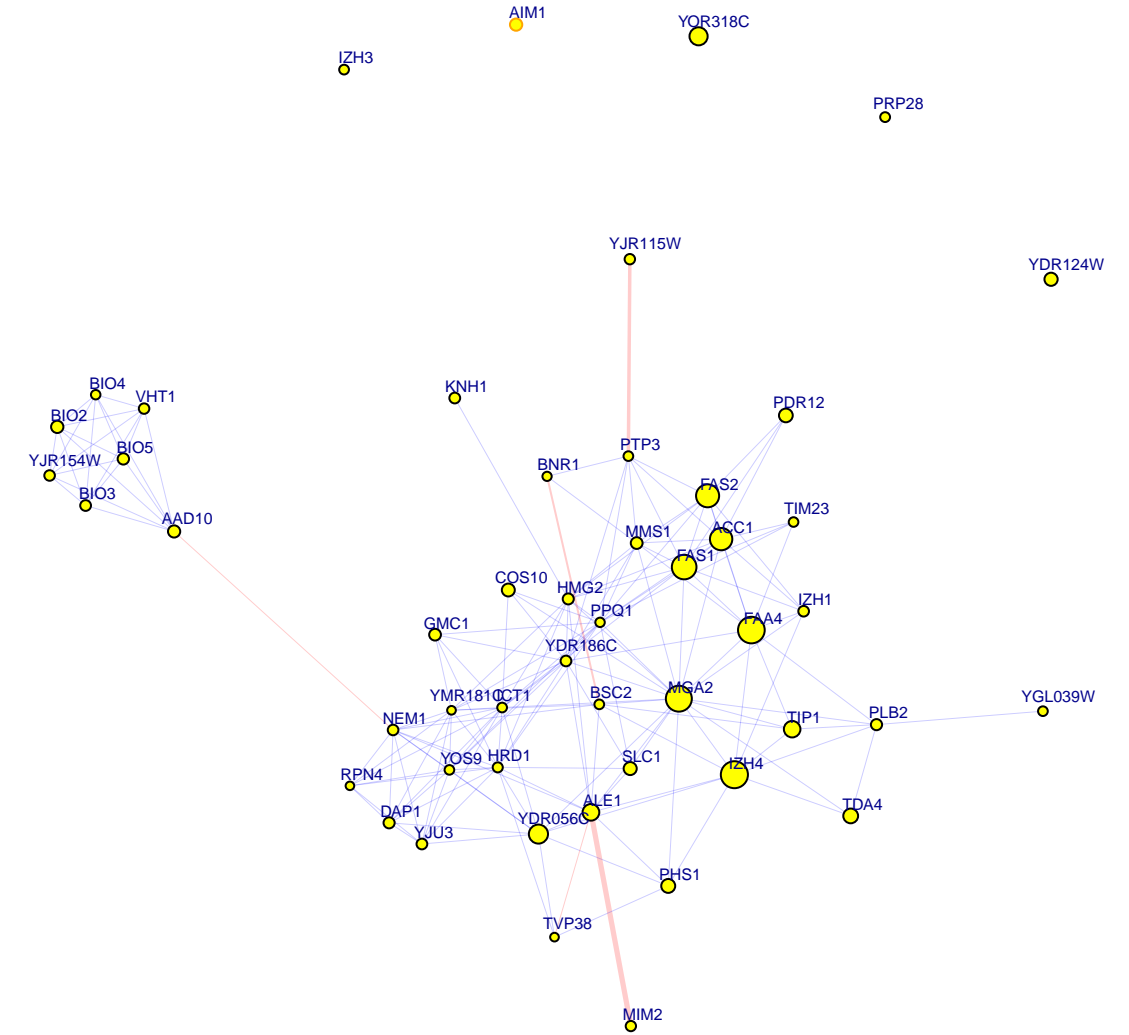 AIM1
YOR318C
IZH3
PRP28
YJR115W
YDR124W
BIO4
VHT1
KNH1
BIO2
PDR12
BIO5
PTP3
YJR154W
BNR1
FAS2
BIO3
TIM23
AAD10
MMS1
ACC1
FAS1
COS10
HMG2
IZH1
PPQ1
FAA4
GMC1
YDR186C
MGA2
YMR181C
ICT1
BSC2
YGL039W
NEM1
TIP1
PLB2
YOS9
HRD1
SLC1
IZH4
RPN4
ALE1
TDA4
DAP1
YDR056C
YJU3
PHS1
TVP38
MIM2